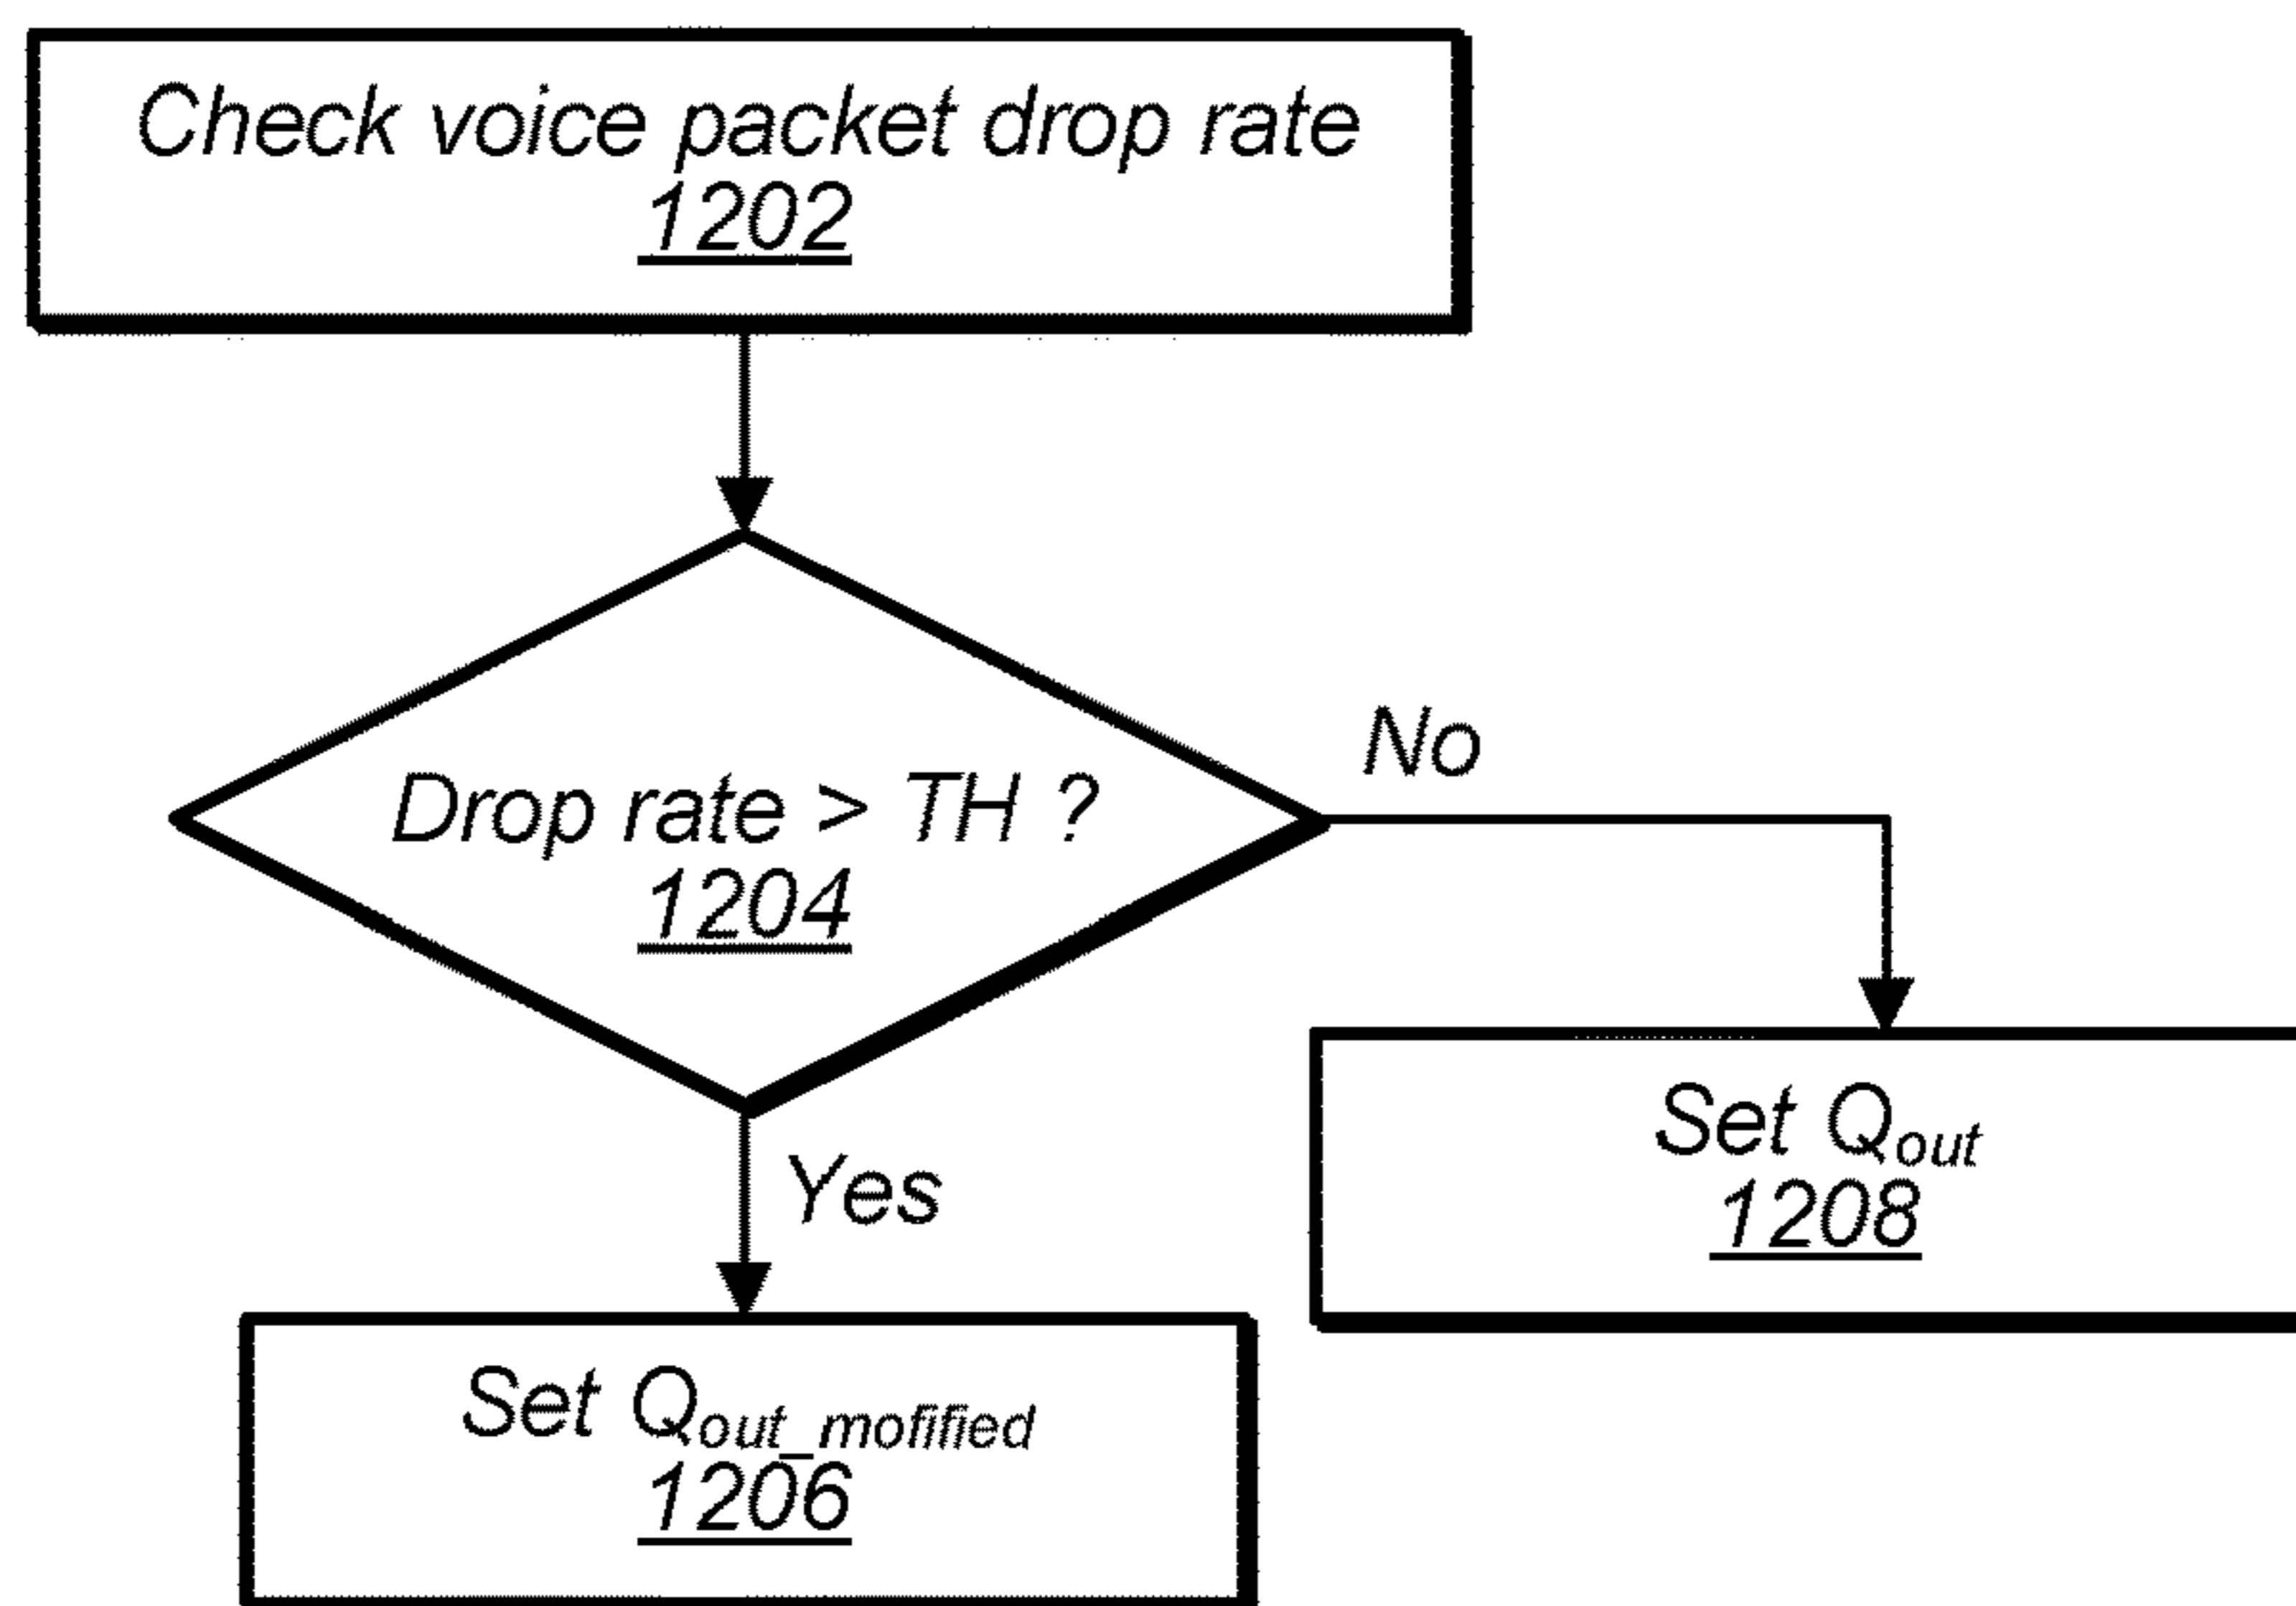 Check voice packet drop rate
1202
Drop rate > TH ?
1204
No
Yes
Set Qout
1208
Set Qout_mofified
1206